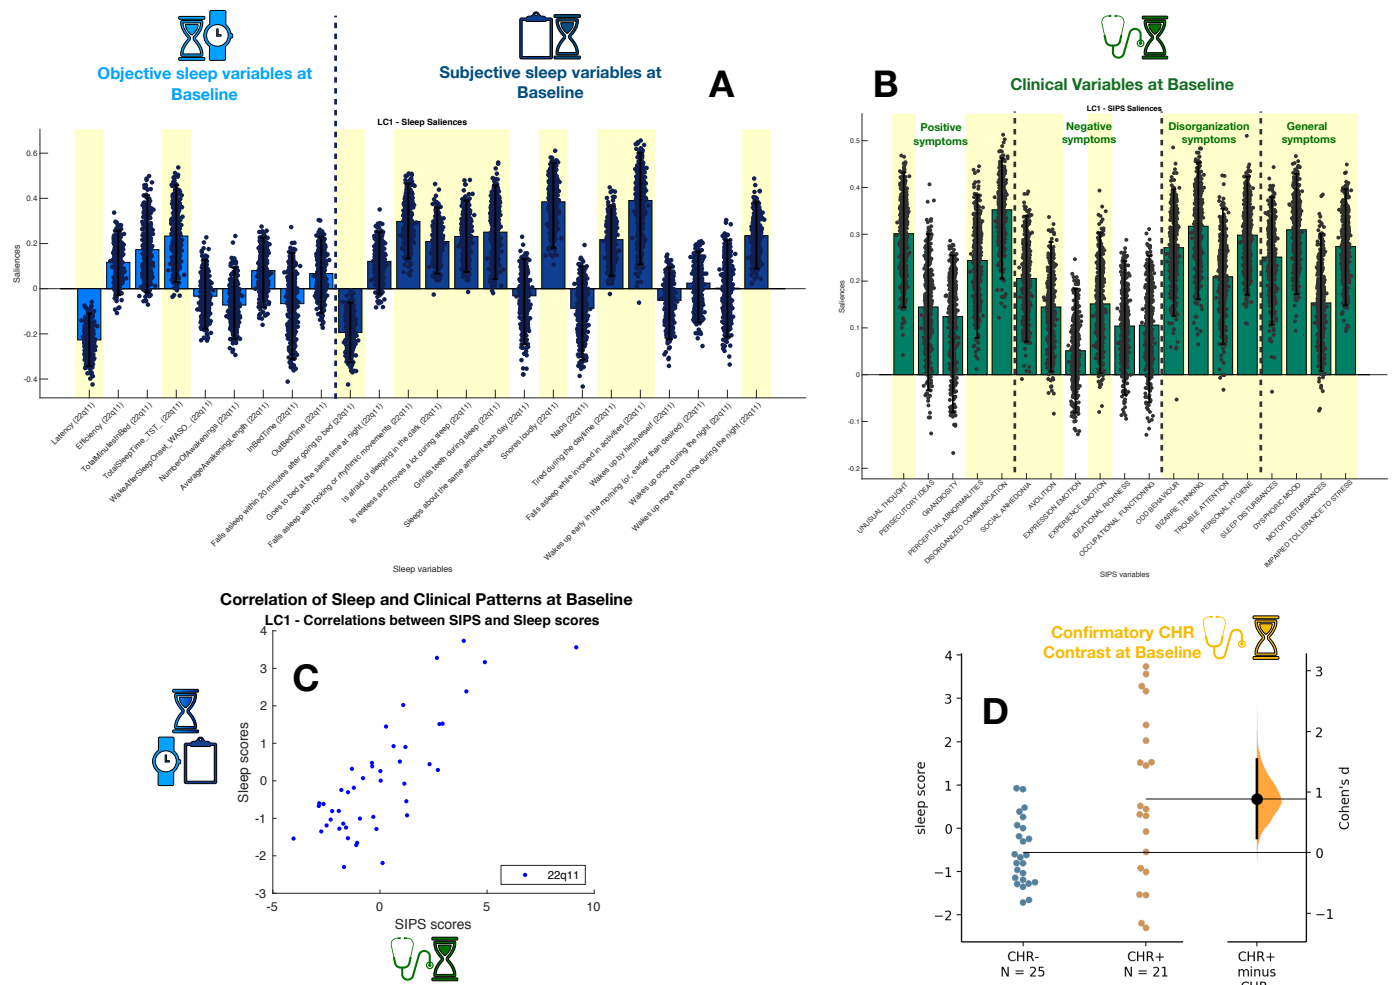 Objective sleep variables at
Baseline
Subjective sleep variables at
Baseline
A
LC1 - Sleep Saliences
Saliences
0.6
0.4
0.2
0
-0.2
-0.4
Latency (22q11)
Efficiency (22q11)
TotalMinutesInBed (22q11)
TotalSleepTime_TST_ (22q11)
WakeAfterSleepOnset_WASO_ (22q11)
NumberOfAwakenings (22q11)
AverageAwakeningLength (22q11)
InBedTime (22q11)
OutBedTime (22q11)
Falls asleep within 20 minutes after going to bed (22q11)
Goes to bed at the same time at night (22q11)
Falls asleep with rocking or rhythmic movements (22q11)
Is afraid of sleeping in the dark (22q11)
Is restless and moves a lot during sleep (22q11)
Grinds teeth during sleep (22q11)
Sleeps about the same amount each day (22q11)
Snores loudly (22q11)
Naps (22q11)
Tired during the daytime (22q11)
Falls asleep while involved in activities (22q11)
Wakes up by him/herself (22q11)
Wakes up early in the morning (or, earlier than desired) (22q11)
Wakes up once during the night (22q11)
Wakes up more than once during the night (22q11)
Sleep variables
B
Clinical Variables at Baseline
LC1 - SIPS Saliences
Positive
symptoms
Negative
symptoms
Disorganization
symptoms
General
symptoms
Saliences
0.5
0.4
0.3
0.2
0.1
0
-0.1
-0.2
UNUSUAL THOUGHT
PERSECUTORY IDEAS
GRANDIOSITY
PERCEPTUAL ABNORMALITIES
DISORGANIZED COMMUNICATION
SOCIAL ANHEDONIA
AVOLITION
EXPRESSION EMOTION
EXPERIENCE EMOTION
IDEATIONAL RICHNESS
OCCUPATIONAL FUNCTIONING
ODD BEHAVIOUR
BIZARRE THINKING
TROUBLE ATTENTION
PERSONAL HYGIENE
SLEEP DISTURBANCES
DYSPHORIC MOOD
MOTOR DISTURBANCES
IMPAIRED TOLLERANCE TO STRESS
SIPS variables
Correlation of Sleep and Clinical Patterns at Baseline
LC1 - Correlations between SIPS and Sleep scores
C
Sleep scores
4
3
2
1
0
-1
-2
-3
-5
0
5
10
22q11
SIPS scores
Confirmatory CHR
Contrast at Baseline
D
sleep score
4
3
2
1
0
−1
−2
3
2
1
0
−1
Cohen's d
CHR-
N = 25
CHR+
N = 21
CHR+
minus
CHR-